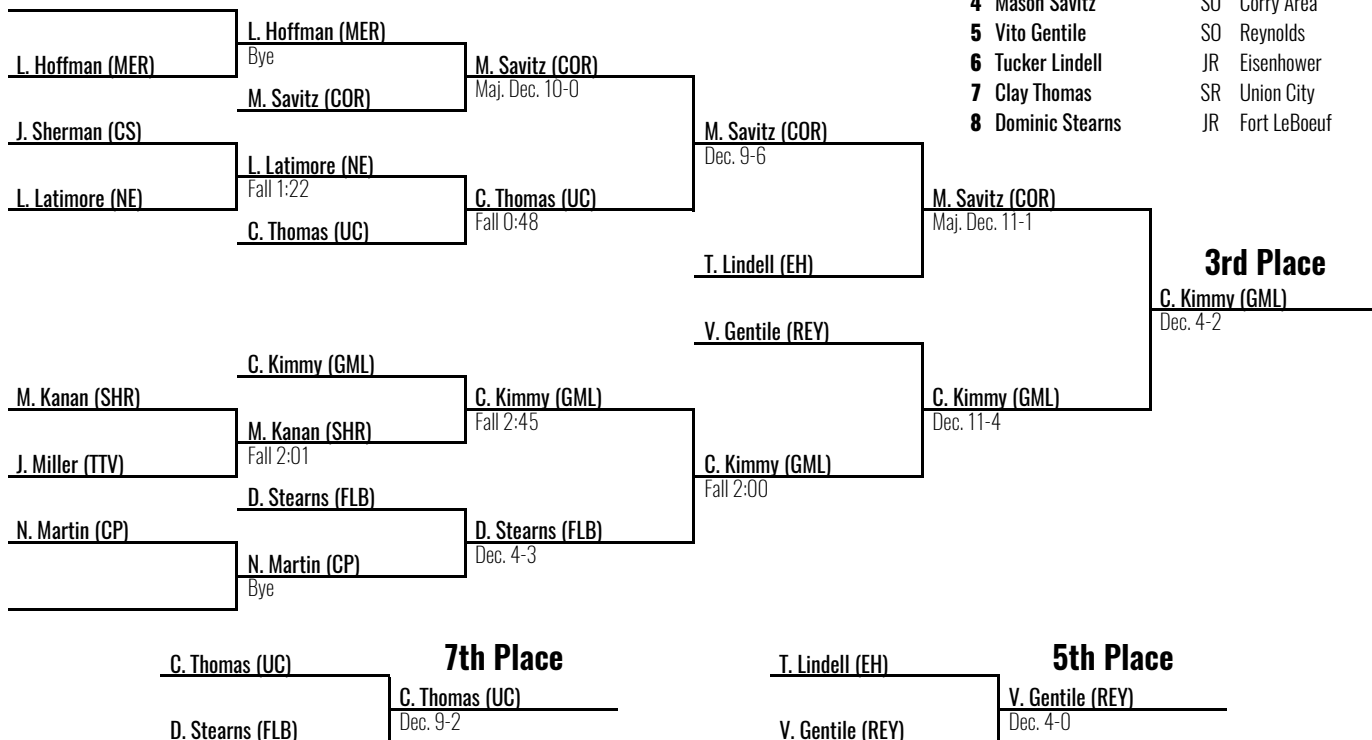 4 Mason Savitz SO Corry Area
5 Vito Gentile SO Reynolds
6 Tucker Lindell JR Eisenhower
7 Clay Thomas SR Union City
8 Dominic Stearns JR Fort LeBoeuf
L. Hoffman (MER)
L. Hoffman (MER)
Bye
M. Savitz (COR)
M. Savitz (COR)
Maj. Dec. 10-0
J. Sherman (CS)
L. Latimore (NE)
L. Latimore (NE)
Fall 1:22
C. Thomas (UC)
C. Thomas (UC)
Fall 0:48
M. Savitz (COR)
Dec. 9-6
T. Lindell (EH)
M. Savitz (COR)
Maj. Dec. 11-1
3rd Place
C. Kimmy (GML)
Dec. 4-2
V. Gentile (REY)
C. Kimmy (GML)
Dec. 11-4
C. Kimmy (GML)
M. Kanan (SHR)
J. Miller (TTV)
M. Kanan (SHR)
Fall 2:01
C. Kimmy (GML)
Fall 2:45
C. Kimmy (GML)
Fall 2:00
D. Stearns (FLB)
N. Martin (CP)
N. Martin (CP)
Bye
D. Stearns (FLB)
Dec. 4-3
7th Place
C. Thomas (UC)
D. Stearns (FLB)
C. Thomas (UC)
Dec. 9-2
5th Place
T. Lindell (EH)
V. Gentile (REY)
V. Gentile (REY)
Dec. 4-0